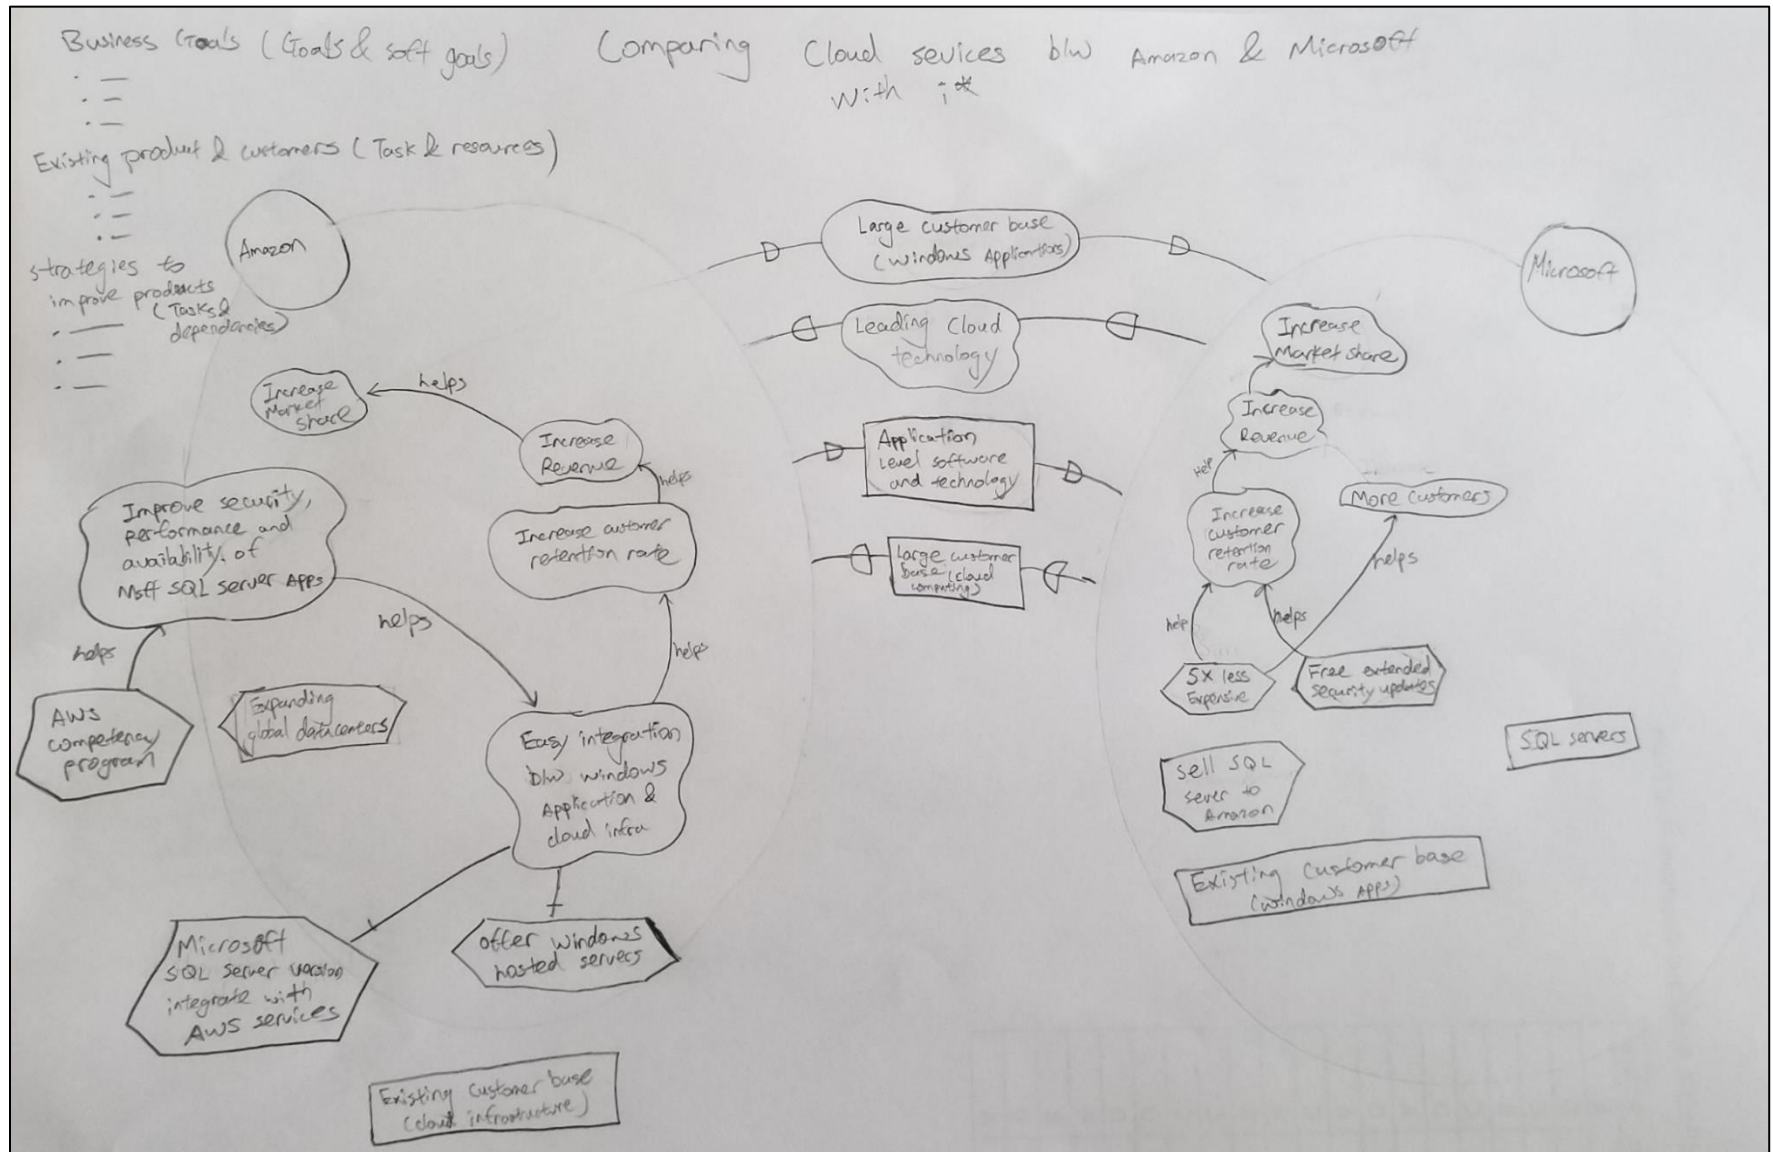 Business Goals (Goals & soft goals)
Comparing Cloud sevices b/w Amazon & Microsoft
With i*
Existing product & customers (Task & resources)
strategies to
improve products
(Tasks &
dependencies)
Amazon
Large customer base
(Windows Applications)
Microsoft
Leading Cloud
technology
Increase
Market share
Increase
Market
share
helps
Increase
Revenue
helps
Increase
Revenue
Help
Application
Level software
and technology
More Customers
Improve security,
performance and
availability of
Msft SQL server Apps
helps
Increase customer
retention rate
helps
helps
Large customer
base (cloud
computing)
Increase
customer
retention
rate
helps
help
helps
AWS
competency
program
Expanding
global datacenters
Easy integration
b/w windows
Application &
cloud infra
5X less
Expensive
Free extended
security updates
SQL servers
sell SQL
sever to
Amazon
Existing Customer base
(windows Apps)
Microsoft
SQL server version
integrate with
AWS services
offer windows
hosted servers
Existing customer base
(cloud infrastructure)